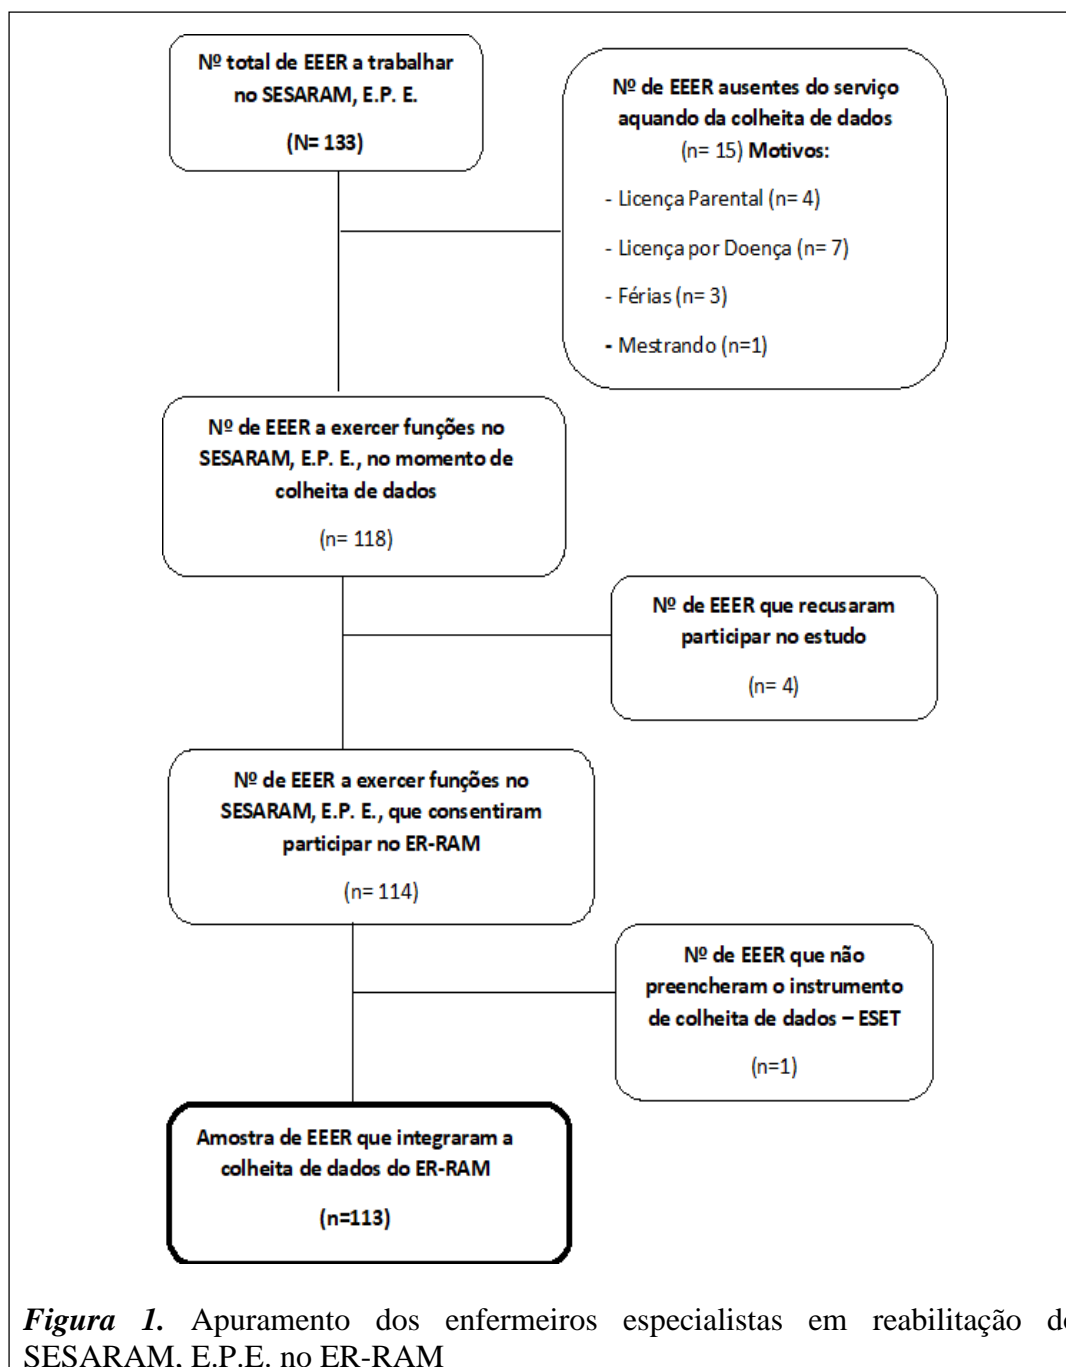 Nº total de EEER a trabalhar
no SESARAM, E.P. E.
(N= 133)
Nº de EEER ausentes do serviço
aquando da colheita de dados
(n= 15) Motivos:
- Licença Parental (n= 4)
- Licença por Doença (n= 7)
- Férias (n= 3)
- Mestrando (n=1)
Nº de EEER a exercer funções no
SESARAM, E.P. E., no momento de
colheita de dados
(n= 118)
Nº de EEER que recusaram
participar no estudo
(n= 4)
Nº de EEER a exercer funções no
SESARAM, E.P. E., que consentiram
participar no ER-RAM
(n= 114)
Nº de EEER que não
preencheram o instrumento
de colheita de dados – ESET
(n=1)
Amostra de EEER que integraram a
colheita de dados do ER-RAM
(n=113)
Figura 1. Apuramento dos enfermeiros especialistas em reabilitação do
SESARAM, E.P.E. no ER-RAM